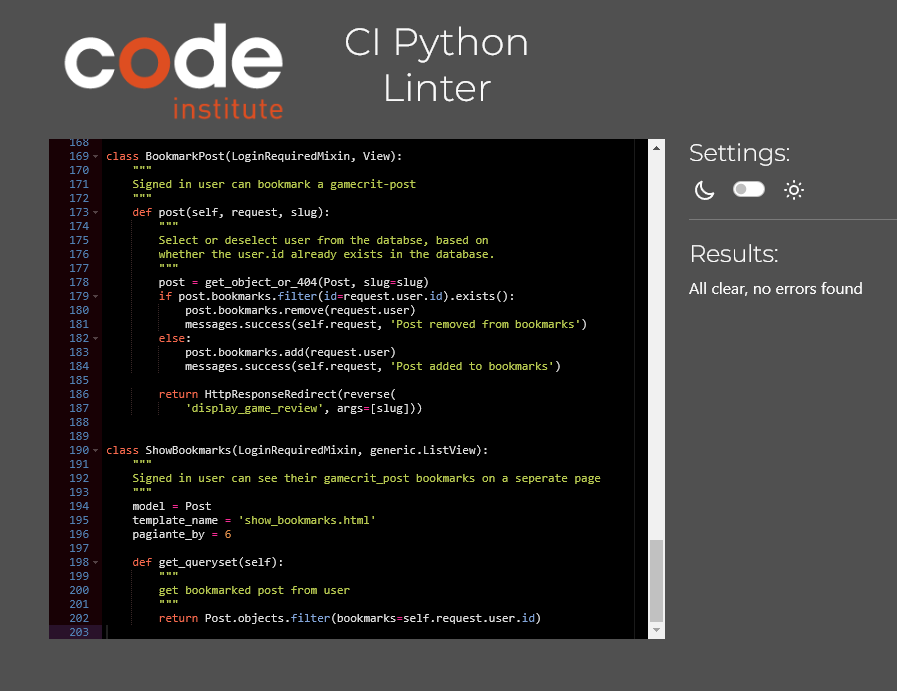 code
institute
CI Python
Linter
168
169 class BookmarkPost(LoginRequiredMixin, View):
170     """
171     Signed in user can bookmark a gamecrit-post
172     """
173     def post(self, request, slug):
174         """
175         Select or deselect user from the databse, based on
176         whether the user.id already exists in the database.
177         """
178         post = get_object_or_404(Post, slug=slug)
179         if post.bookmarks.filter(id=request.user.id).exists():
180             post.bookmarks.remove(request.user)
181             messages.success(self.request, 'Post removed from bookmarks')
182         else:
183             post.bookmarks.add(request.user)
184             messages.success(self.request, 'Post added to bookmarks')
185
186         return HttpResponseRedirect(reverse(
187             'display_game_review', args=[slug]))
188
189
190 class ShowBookmarks(LoginRequiredMixin, generic.ListView):
191     """
192     Signed in user can see their gamecrit_post bookmarks on a seperate page
193     """
194     model = Post
195     template_name = 'show_bookmarks.html'
196     pagiante_by = 6
197
198     def get_queryset(self):
199         """
200         get bookmarked post from user
201         """
202         return Post.objects.filter(bookmarks=self.request.user.id)
203
Settings:
Results:
All clear, no errors found